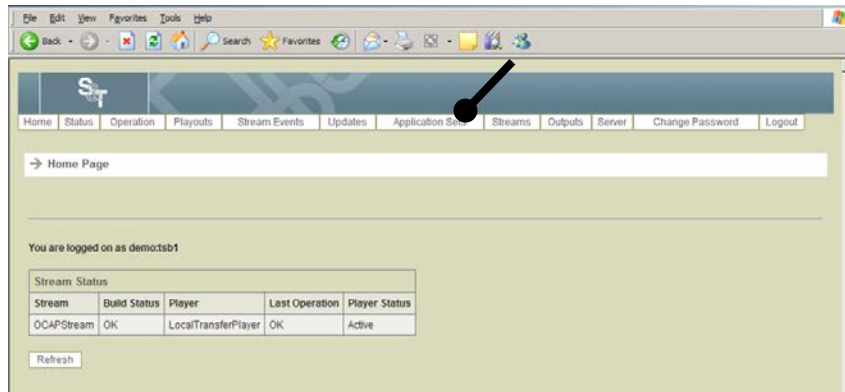 File Edit View Favorites Tools Help
Back Search Favorites
S&T
Home Status Operation Playouts Stream Events Updates Application Sets Streams Outputs Server Change Password Logout
Home Page
You are logged on as demo:tsb1
Stream Status
Stream Build Status Player Last Operation Player Status
OCAPStream OK LocalTransferPlayer OK Active
Refresh